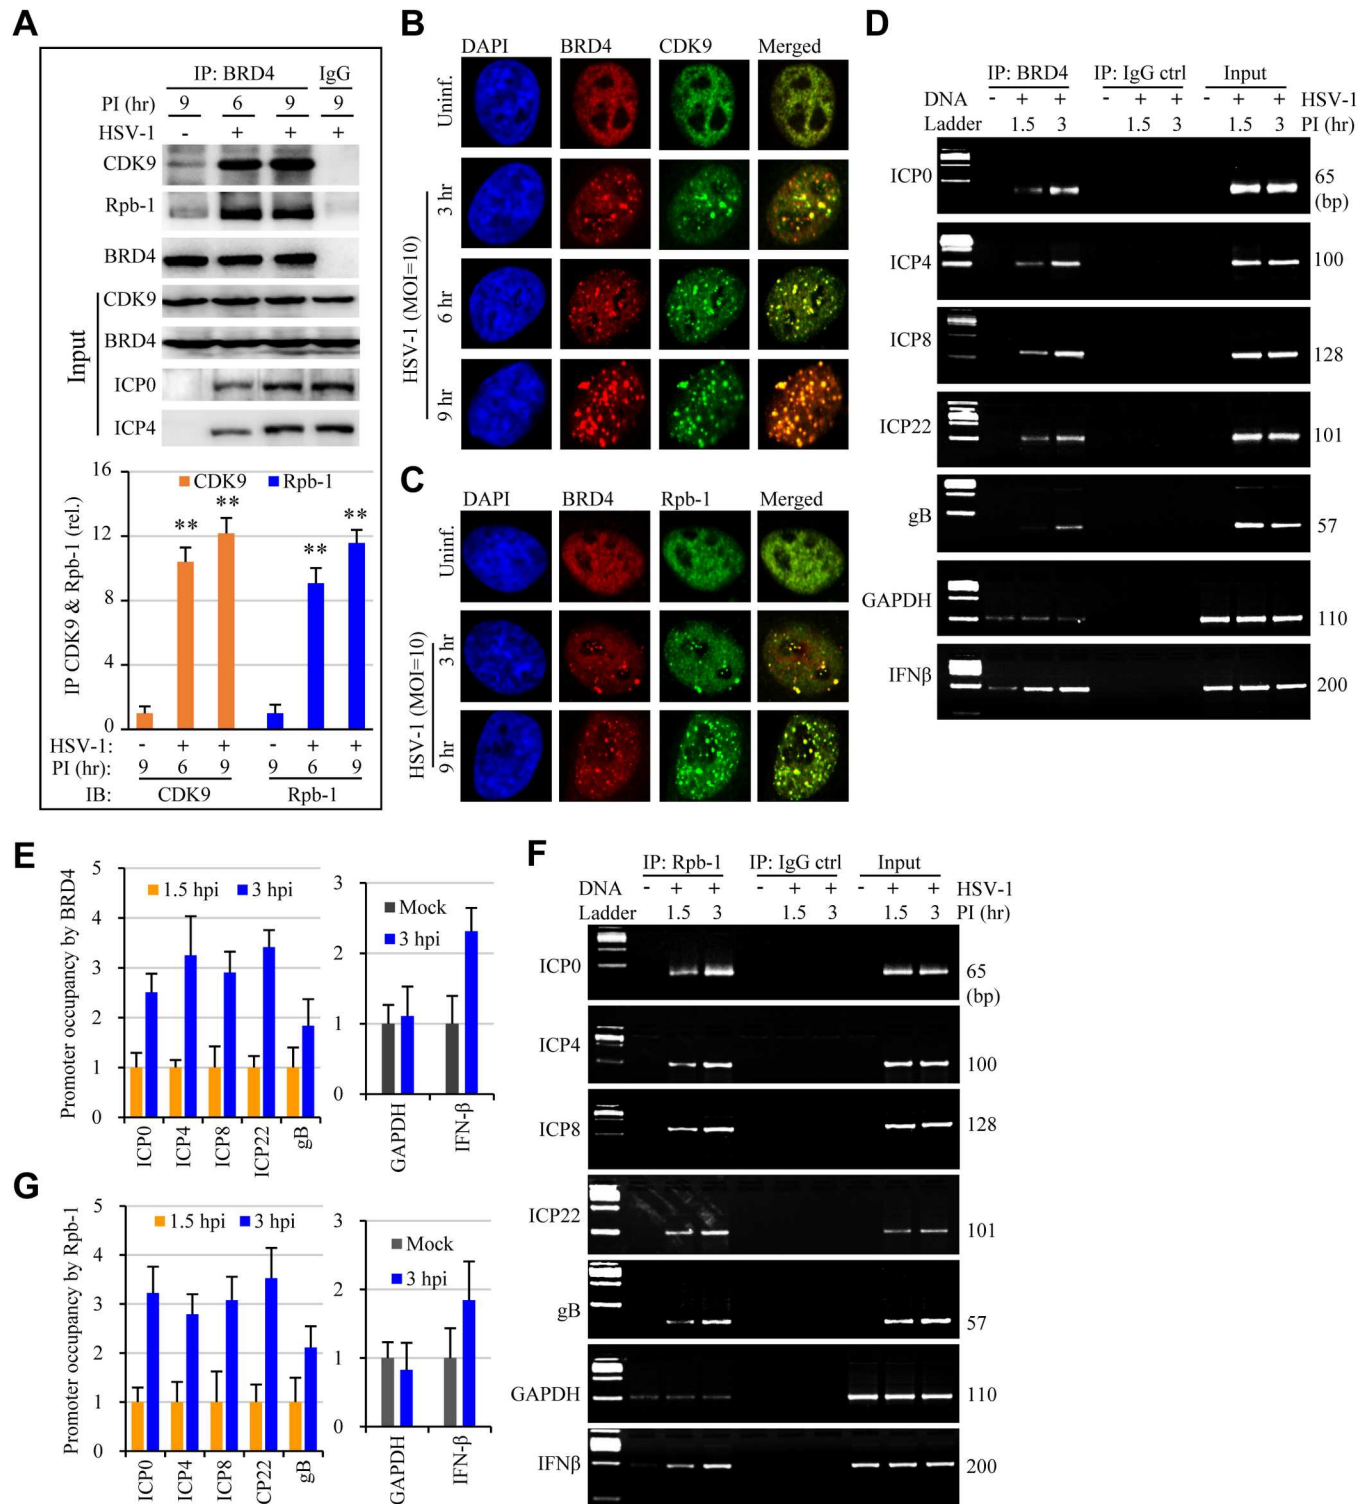 A
IP: BRD4 IgG
PI (hr) 9 6 9 9
HSV-1 - + + +
CDK9
Rpb-1
BRD4
Input
CDK9
BRD4
ICP0
ICP4
16
12
8
4
0
IP CDK9 & Rpb-1 (rel.)
CDK9 Rpb-1
** ** ** **
HSV-1: - + + - + +
PI (hr): 9 6 9 9 6 9
IB: CDK9 Rpb-1
B
DAPI BRD4 CDK9 Merged
Uninf.
HSV-1 (MOI=10)
3 hr
6 hr
9 hr
C
DAPI BRD4 Rpb-1 Merged
Uninf.
HSV-1 (MOI=10)
3 hr
9 hr
D
IP: BRD4 IP: IgG ctrl Input
DNA - + + - + + - + + HSV-1
Ladder 1.5 3 1.5 3 1.5 3 PI (hr)
ICP0 65
(bp)
ICP4 100
ICP8 128
ICP22 101
gB 57
GAPDH 110
IFNβ 200
E
Promoter occupancy by BRD4
5
4
3
2
1
0
1.5 hpi 3 hpi
ICP0 ICP4 ICP8 ICP22 gB
3
2
1
0
Mock
3 hpi
GAPDH IFN-β
F
IP: Rpb-1 IP: IgG ctrl Input
DNA - + + - + + - + + HSV-1
Ladder 1.5 3 1.5 3 1.5 3 PI (hr)
ICP0 65
(bp)
ICP4 100
ICP8 128
ICP22 101
gB 57
GAPDH 110
IFNβ 200
G
Promoter occupancy by Rpb-1
5
4
3
2
1
0
1.5 hpi 3 hpi
ICP0 ICP4 ICP8 CP22 gB
3
2
1
0
Mock
3 hpi
GAPDH IFN-β